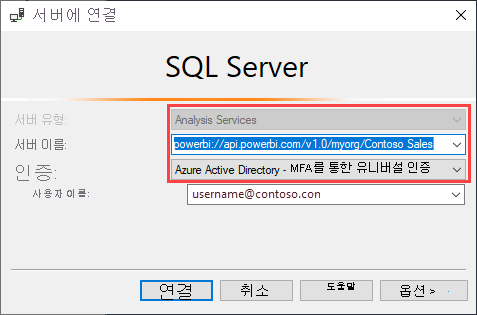 서버에 연결
SQL Server
서버 유형: Analysis Services
서버 이름: powerbi://api.powerbi.com/v1.0/myorg/Contoso Sales
인증: Azure Active Directory - MFA를 통한 유니버설 인증
사용자 이름: username@contoso.con
연결 취소 도움말 옵션 >